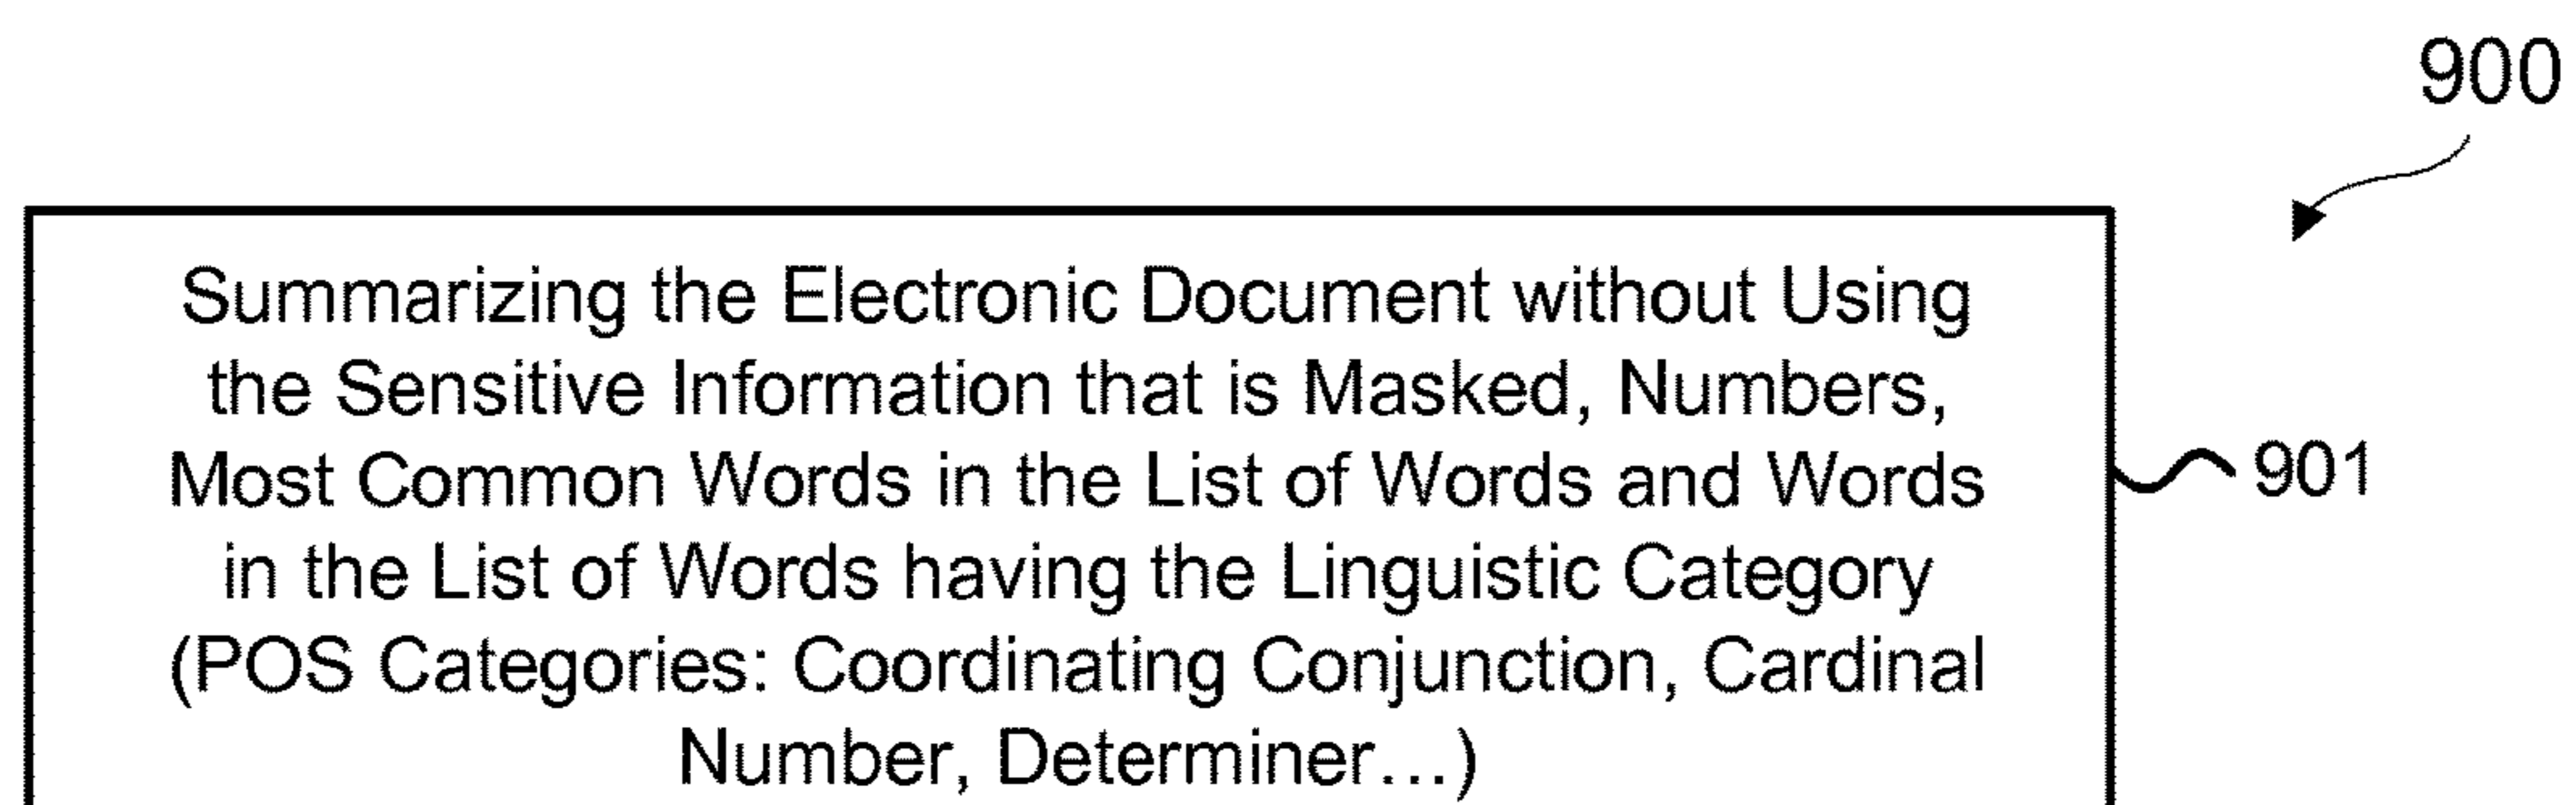 900
Summarizing the Electronic Document without Using
the Sensitive Information that is Masked, Numbers,
Most Common Words in the List of Words and Words
in the List of Words having the Linguistic Category
(POS Categories: Coordinating Conjunction, Cardinal
Number, Determiner...)
901